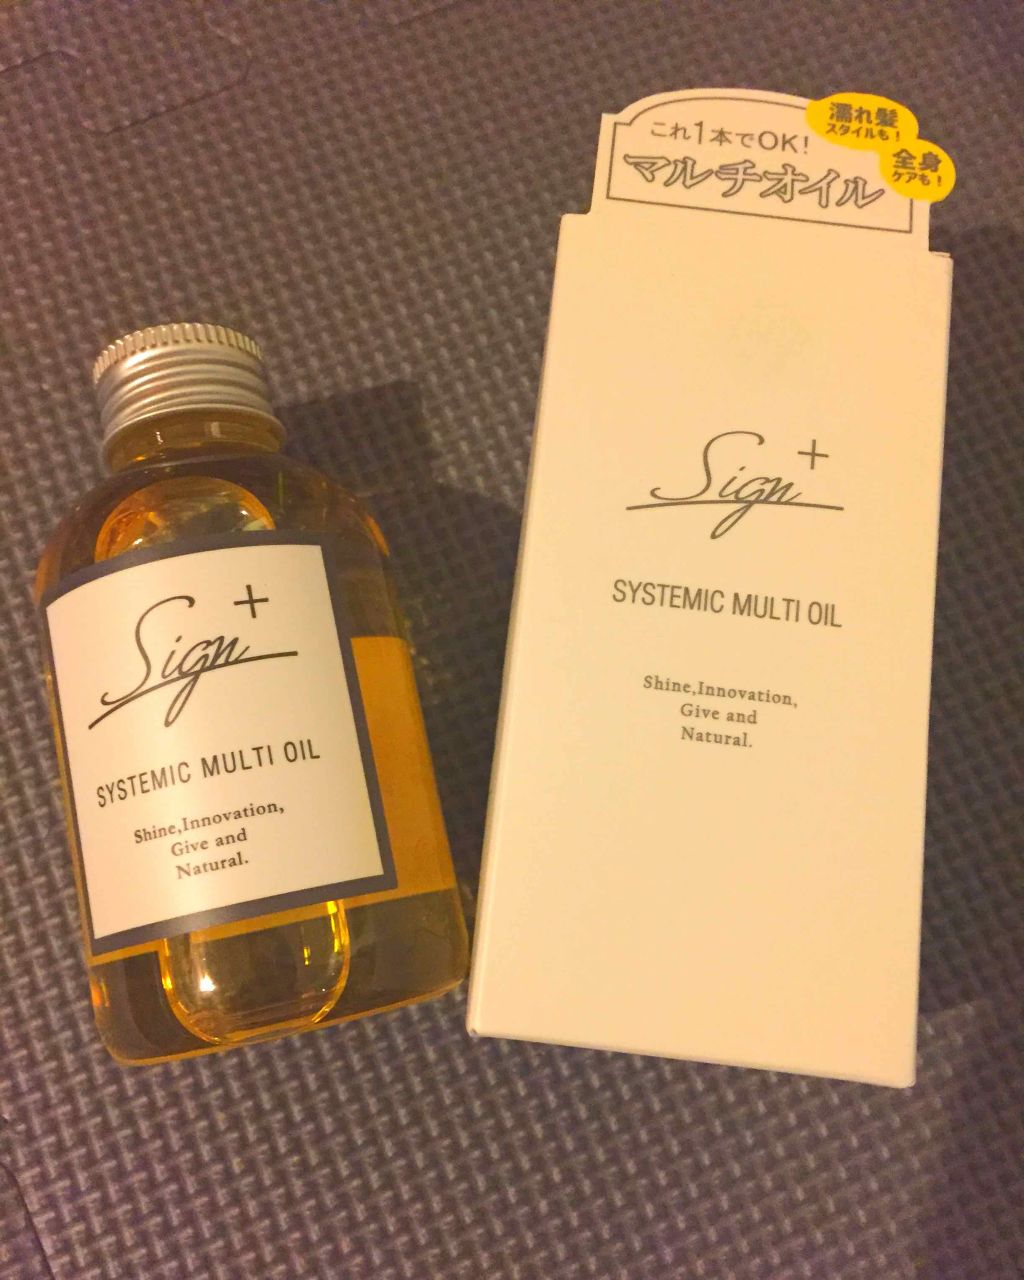 濡れ髪
スタイルも!
全身
ケアも!
これ1本でOK!
マルチオイル
Sign+
SYSTEMIC MULTI OIL
Shine,Innovation,
Give and
Natural.
Sign+
SYSTEMIC MULTI OIL
Shine,Innovation,
Give and
Natural.